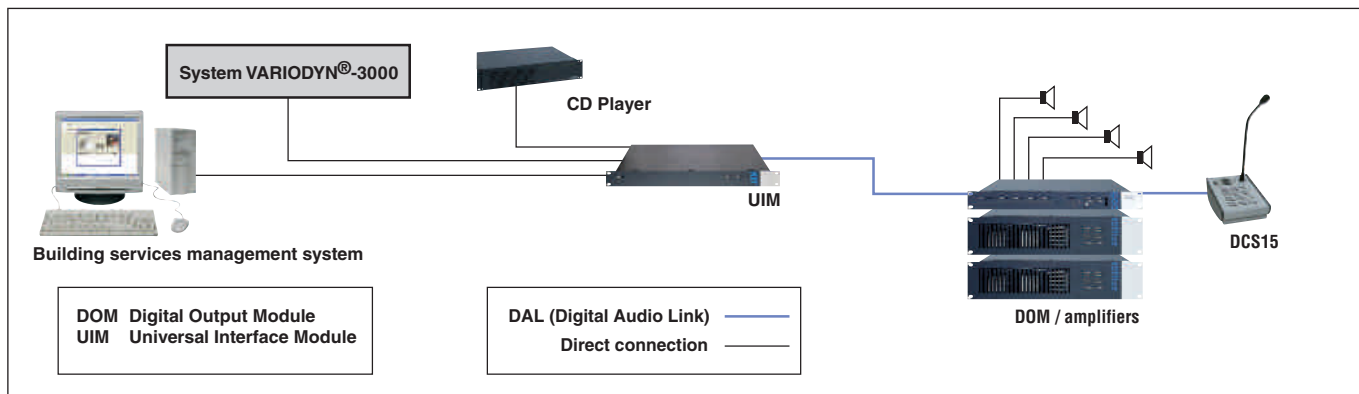 System VARIODYN®-3000
CD Player
UIM
DCS15
Building services management system
DOM / amplifiers
DOM Digital Output Module
UIM Universal Interface Module
DAL (Digital Audio Link)
Direct connection